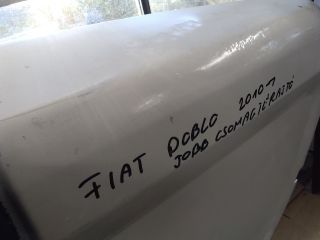 FIAT DOBLO 2010→
JOBB CSOMAGTÉRAJTÓ